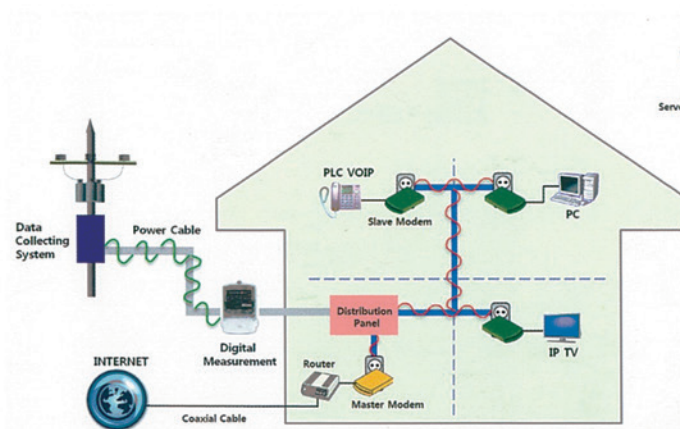 Serve
PLC VOIP
Slave Modem
PC
Data
Collecting
System
Power Cable
Distribution
Panel
Digital
Measurement
IP TV
INTERNET
Router
Master Modem
Coaxial Cable